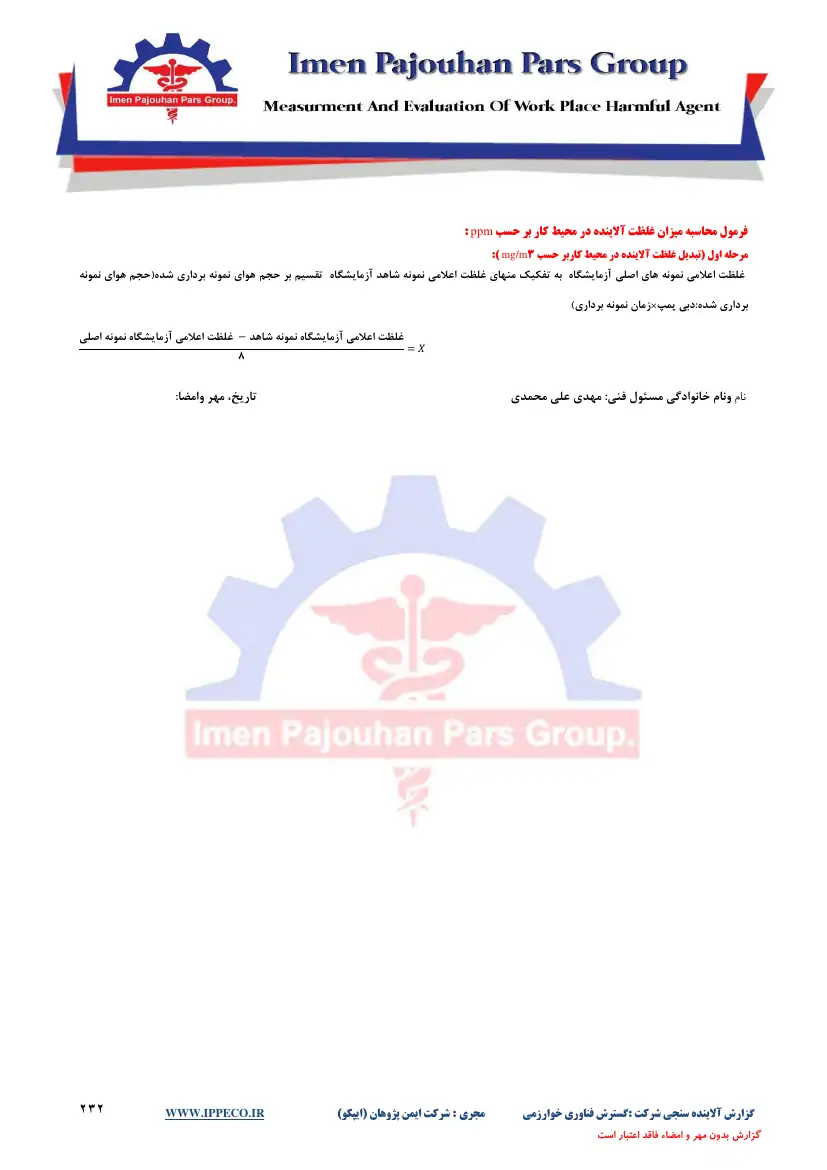 Imen Pajouhan Pars Group
Imen Pajouhan Pars Group.
Measurment And Evaluation Of Work Place Harmful Agent
فرمول محاسبه میزان غلظت آلاینده در محیط کار بر حسب ppm :
مرحله اول (تبدیل غلظت آلاینده در محیط کاربر حسب mg/m۳ ):
غلظت اعلامی نمونه های اصلی آزمایشگاه به تفکیک منهای غلظت اعلامی نمونه شاهد آزمایشگاه تقسیم بر حجم هوای نمونه برداری شده(حجم هوای نمونه
برداری شده:دبی پمپ×زمان نمونه برداری)
غلظت اعلامی آزمایشگاه نمونه اصلی − غلظت اعلامی آزمایشگاه نمونه شاهد
۸
= X
نام ونام خانوادگی مسئول فنی: مهدی علی محمدی
تاریخ، مهر وامضا:
Imen Pajouhan Pars Group.
گزارش آلاینده سنجی شرکت :گسترش فناوری خوارزمی
مجری : شرکت ایمن پژوهان (ایپکو)
WWW.IPPECO.IR
۲۳۲
گزارش بدون مهر و امضاء فاقد اعتبار است